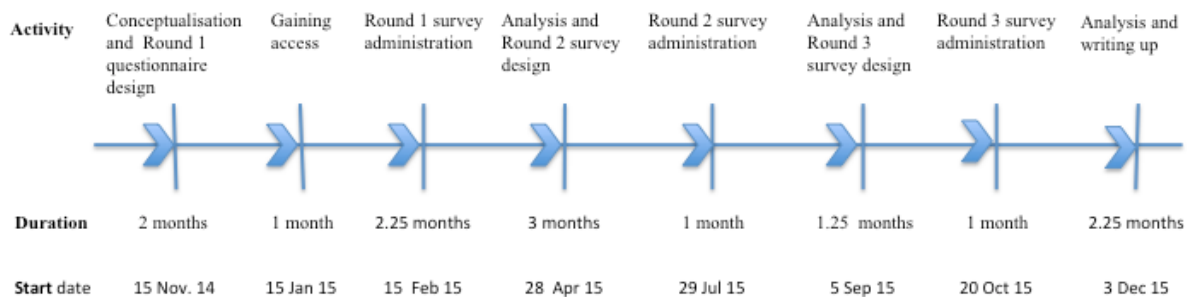 Activity
Conceptualisation
and Round 1
questionnaire
design
Gaining
access
Round 1 survey
administration
Analysis and
Round 2 survey
design
Round 2 survey
administration
Analysis and
Round 3
survey design
Round 3 survey
administration
Analysis and
writing up
Duration 2 months 1 month 2.25 months 3 months 1 month 1.25 months 1 month 2.25 months
Start date 15 Nov. 14 15 Jan 15 15 Feb 15 28 Apr 15 29 Jul 15 5 Sep 15 20 Oct 15 3 Dec 15